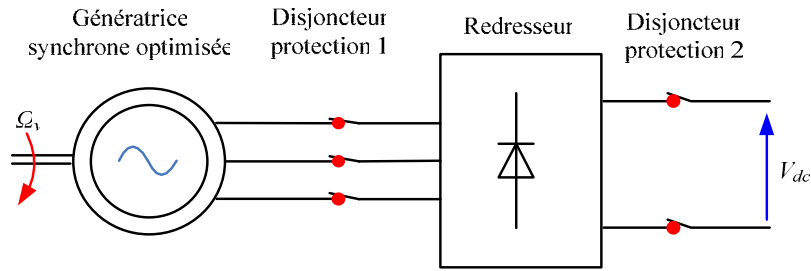 Génératrice
synchrone optimisée
Disjoncteur
protection 1
Redresseur
Disjoncteur
protection 2
Ωv
Vdc